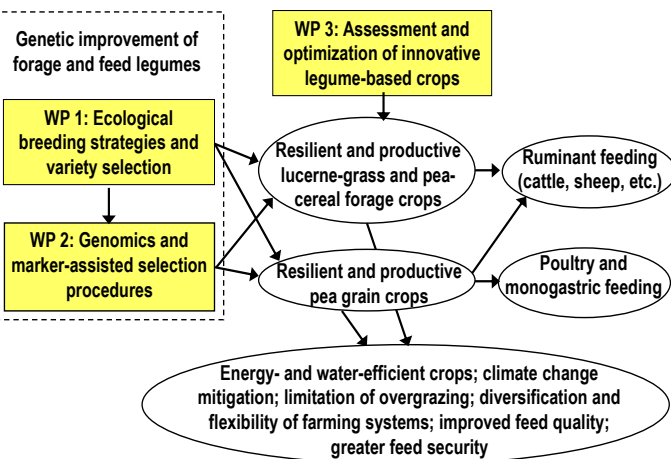 Genetic improvement of
forage and feed legumes
WP 1: Ecological
breeding strategies and
variety selection
WP 2: Genomics and
marker-assisted selection
procedures
WP 3: Assessment and
optimization of innovative
legume-based crops
Resilient and productive
lucerne-grass and pea-
cereal forage crops
Ruminant feeding
(cattle, sheep, etc.)
Resilient and productive
pea grain crops
Poultry and
monogastric feeding
Energy- and water-efficient crops; climate change
mitigation; limitation of overgrazing; diversification and
flexibility of farming systems; improved feed quality;
greater feed security